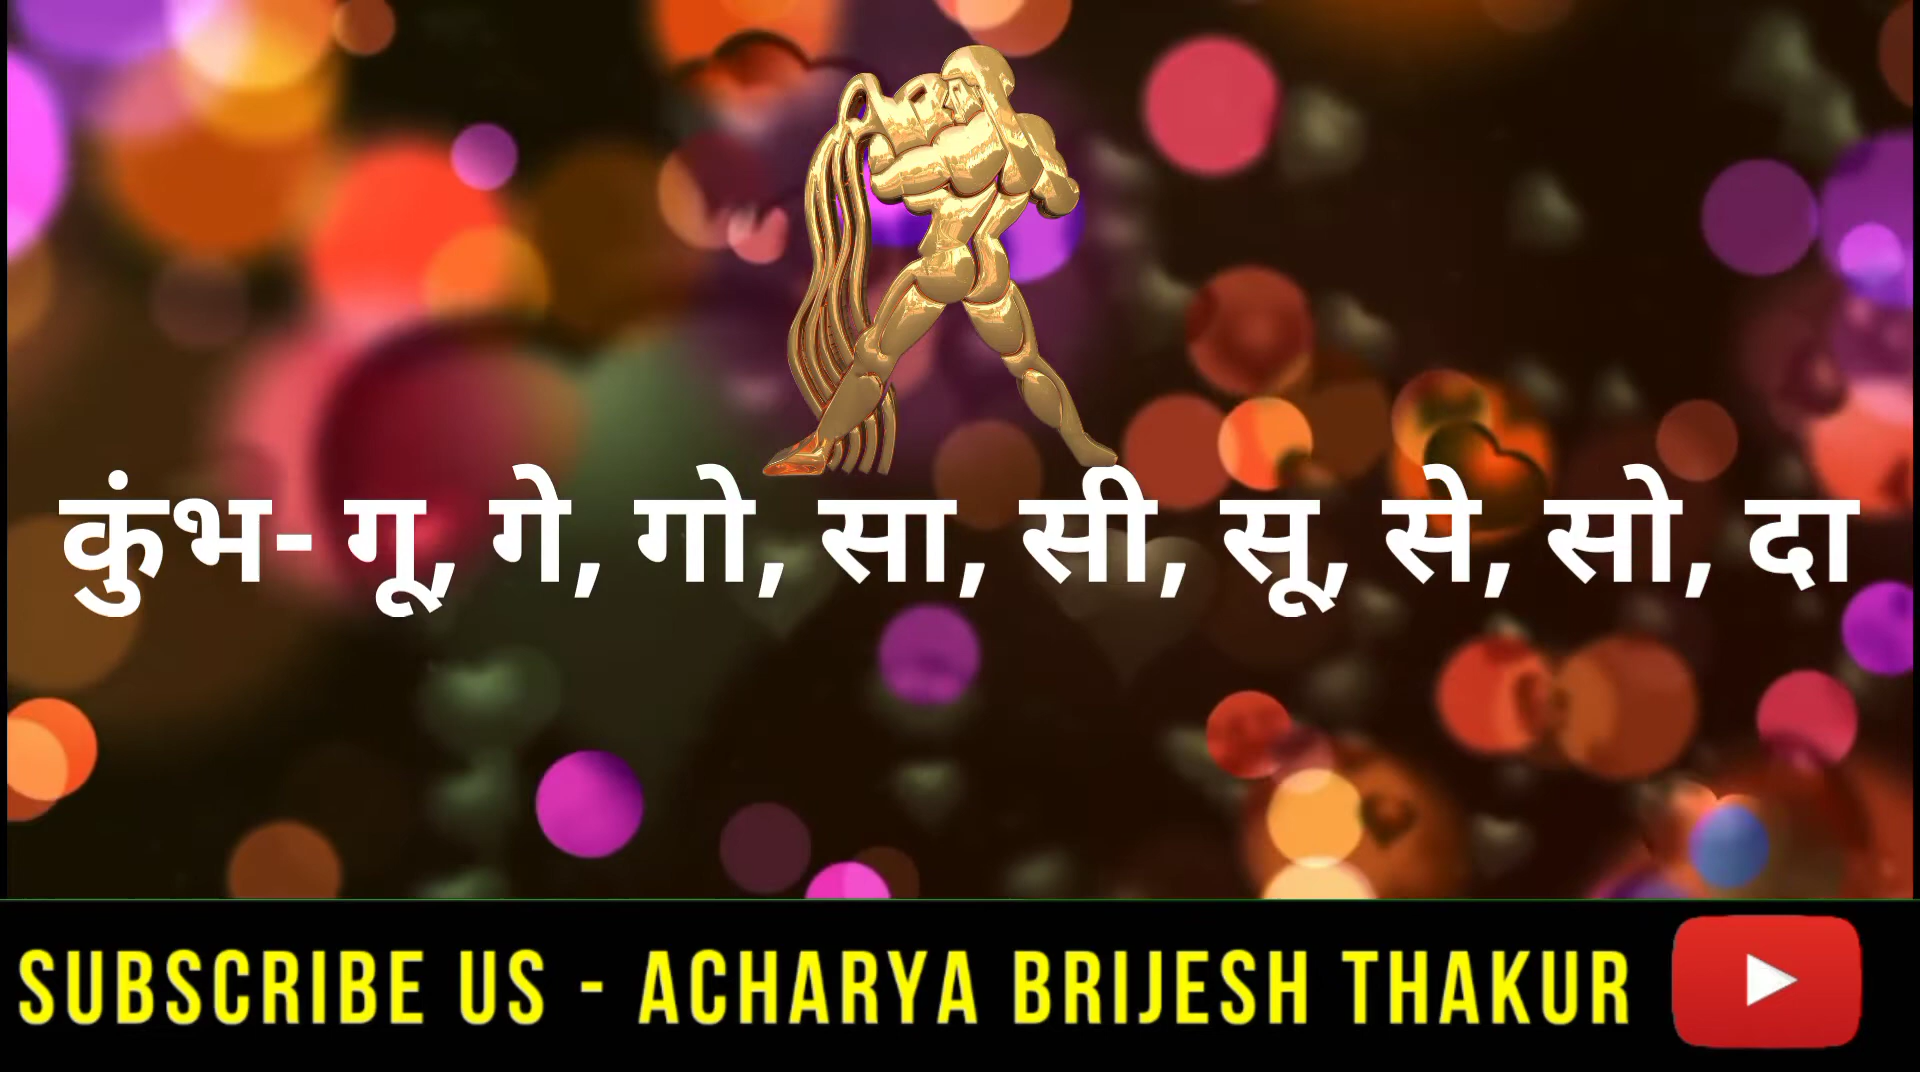 कुंभ- गू, गे, गो, सा, सी, सू, से, सो, दा
SUBSCRIBE US - ACHARYA BRIJESH THAKUR